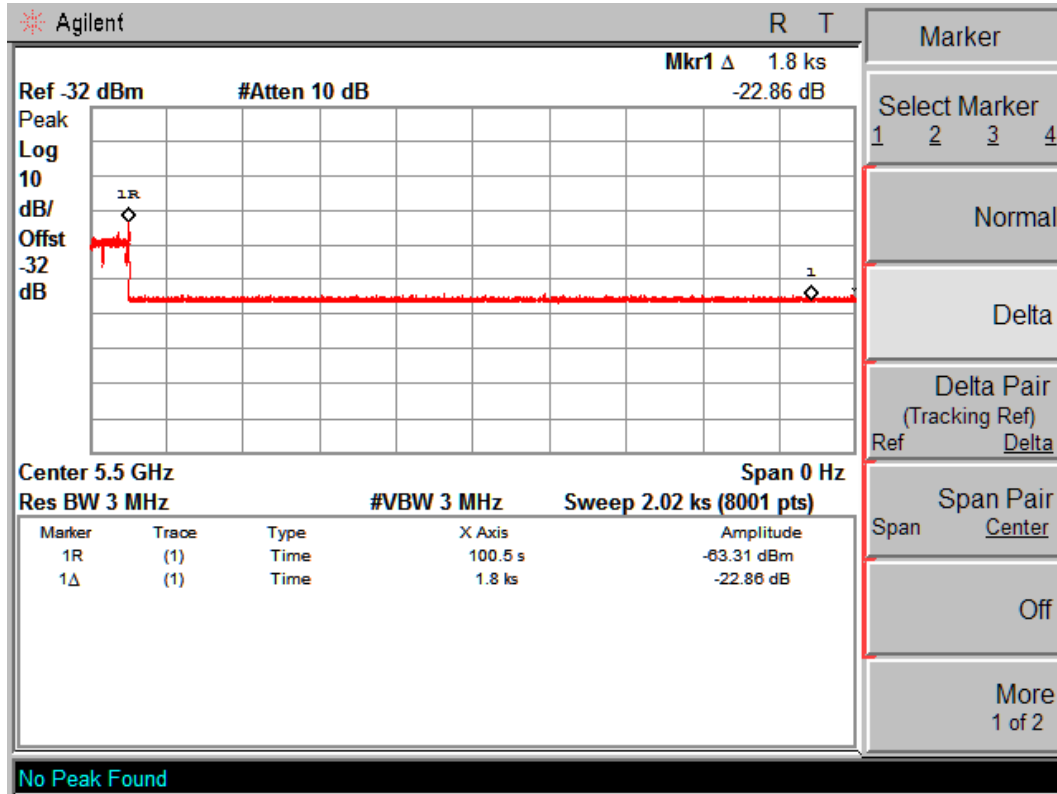 Agilent R T
Mkr1 Δ 1.8 ks
Ref -32 dBm #Atten 10 dB -22.86 dB
Peak
Log
10
dB/
Offst
-32
dB
1R
1
Center 5.5 GHz Span 0 Hz
Res BW 3 MHz #VBW 3 MHz Sweep 2.02 ks (8001 pts)
Marker Trace Type X Axis Amplitude
1R (1) Time 100.5 s -63.31 dBm
1Δ (1) Time 1.8 ks -22.86 dB
No Peak Found
Marker
Select Marker
1 2 3 4
Normal
Delta
Delta Pair
(Tracking Ref)
Ref Delta
Span Pair
Span Center
Off
More
1 of 2